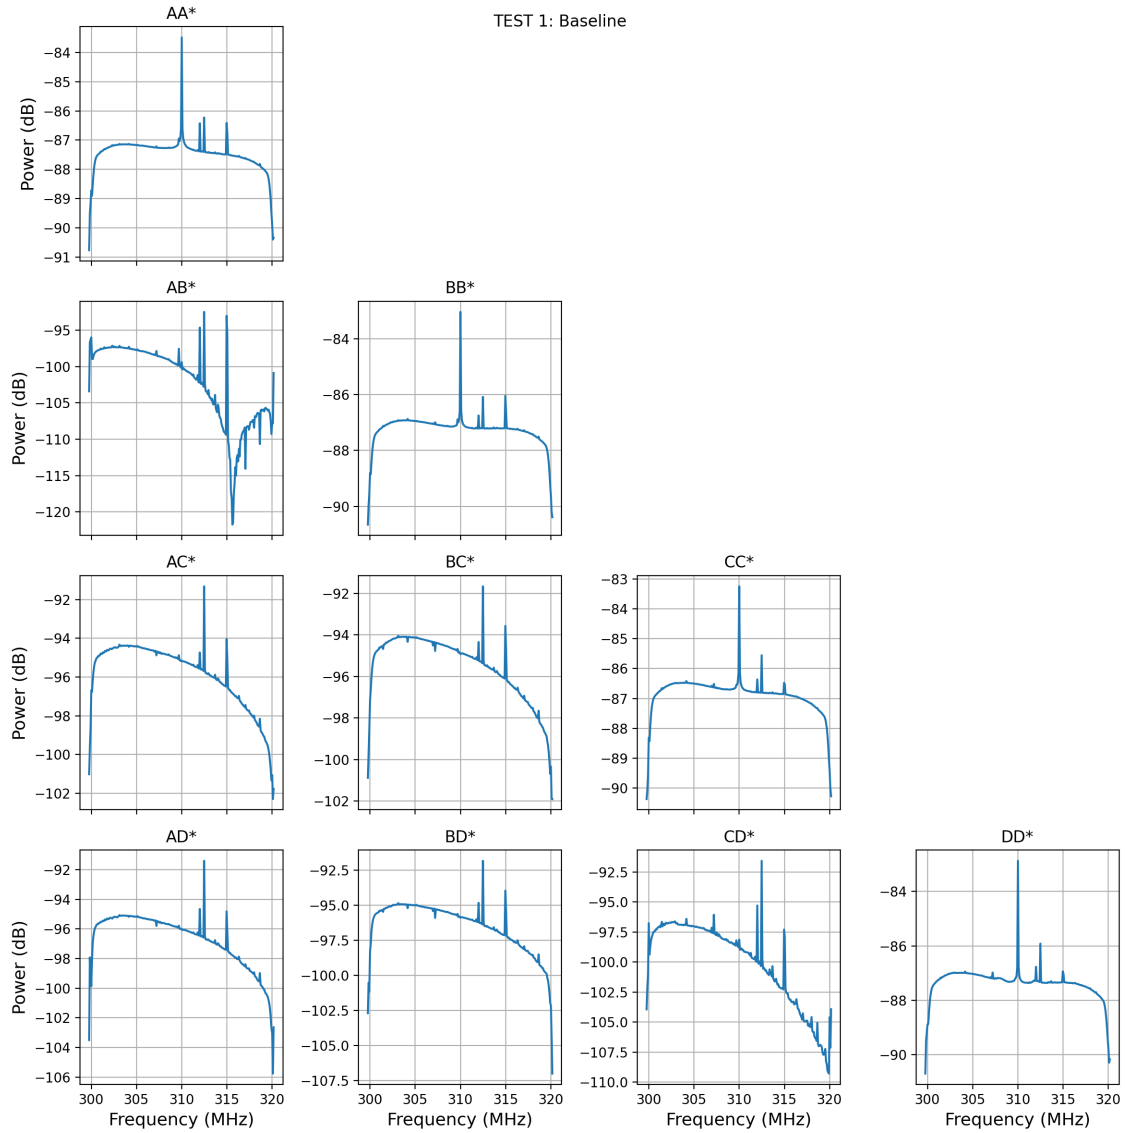 TEST 1: Baseline
AA*
Power (dB)
−84
−85
−86
−87
−88
−89
−90
−91
AB*
Power (dB)
−95
−100
−105
−110
−115
−120
BB*
−84
−86
−88
−90
AC*
Power (dB)
−92
−94
−96
−98
−100
−102
BC*
−92
−94
−96
−98
−100
−102
CC*
−83
−84
−85
−86
−87
−88
−89
−90
AD*
Power (dB)
−92
−94
−96
−98
−100
−102
−104
−106
300 305 310 315 320
Frequency (MHz)
BD*
−92.5
−95.0
−97.5
−100.0
−102.5
−105.0
−107.5
300 305 310 315 320
Frequency (MHz)
CD*
−92.5
−95.0
−97.5
−100.0
−102.5
−105.0
−107.5
−110.0
300 305 310 315 320
Frequency (MHz)
DD*
−84
−86
−88
−90
300 305 310 315 320
Frequency (MHz)